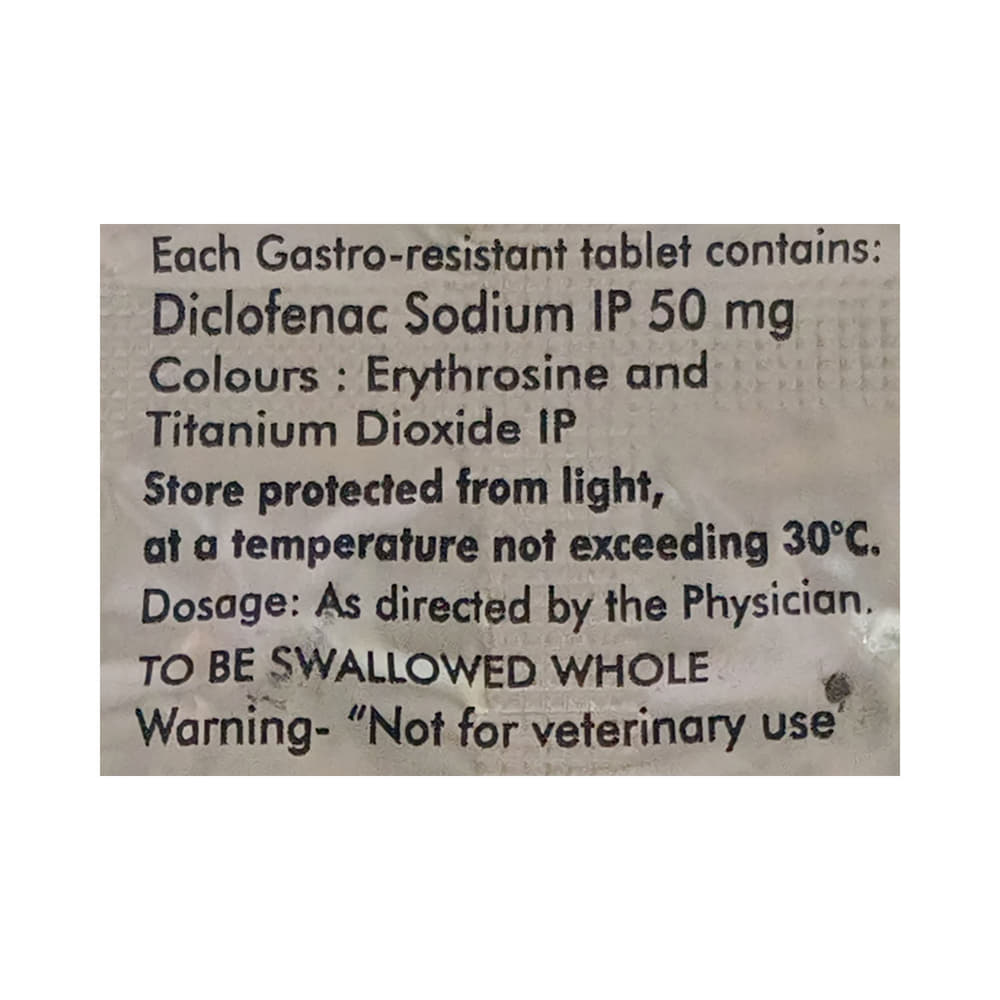 Each Gastro-resistant tablet contains:
Diclofenac Sodium IP 50 mg
Colours : Erythrosine and
Titanium Dioxide IP
Store protected from light,
at a temperature not exceeding 30°C.
Dosage: As directed by the Physician.
TO BE SWALLOWED WHOLE
Warning- “Not for veterinary use’